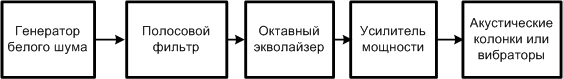 Генератор
белого шума
Полосовой
фильтр
Октавный
экволайзер
Усилитель
мощности
Акустические
колонки или
вибраторы